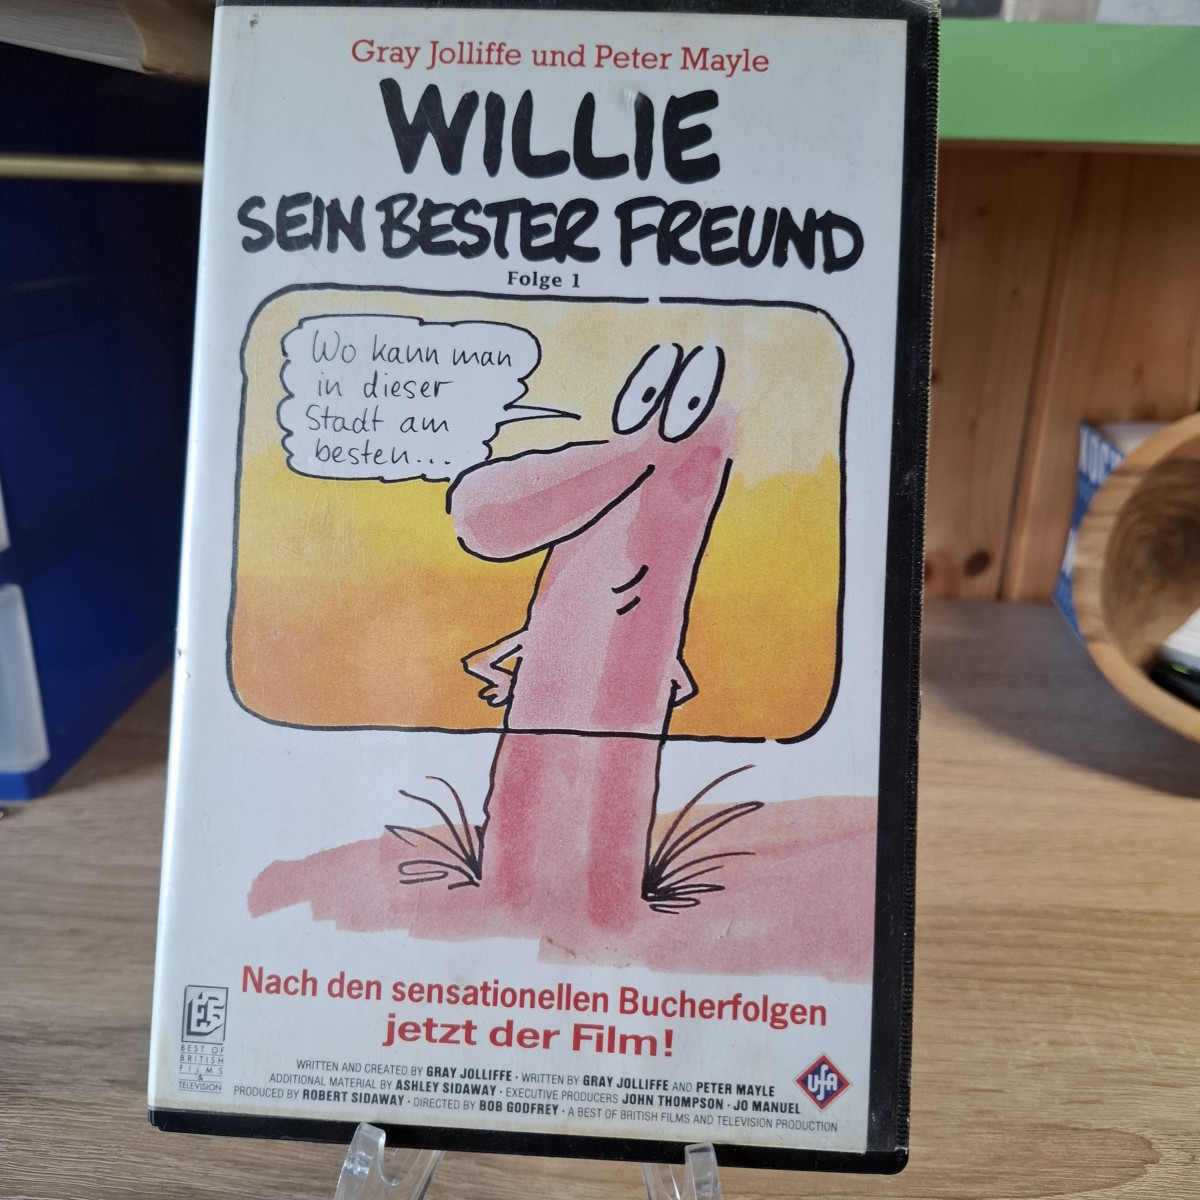 Gray Jolliffe und Peter Mayle
WILLIE
SEIN BESTER FREUND
Folge 1
Wo kann man
in dieser
Stadt am
besten...
Nach den sensationellen Bucherfolgen
jetzt der Film!
BEST OF
BRITISH
FILMS
&
TELEVISION
WRITTEN AND CREATED BY GRAY JOLLIFFE · WRITTEN BY GRAY JOLLIFFE AND PETER MAYLE
ADDITIONAL MATERIAL BY ASHLEY SIDAWAY · EXECUTIVE PRODUCERS JOHN THOMPSON · JO MANUEL
PRODUCED BY ROBERT SIDAWAY · DIRECTED BY BOB GODFREY · A BEST OF BRITISH FILMS AND TELEVISION PRODUCTION
UFA